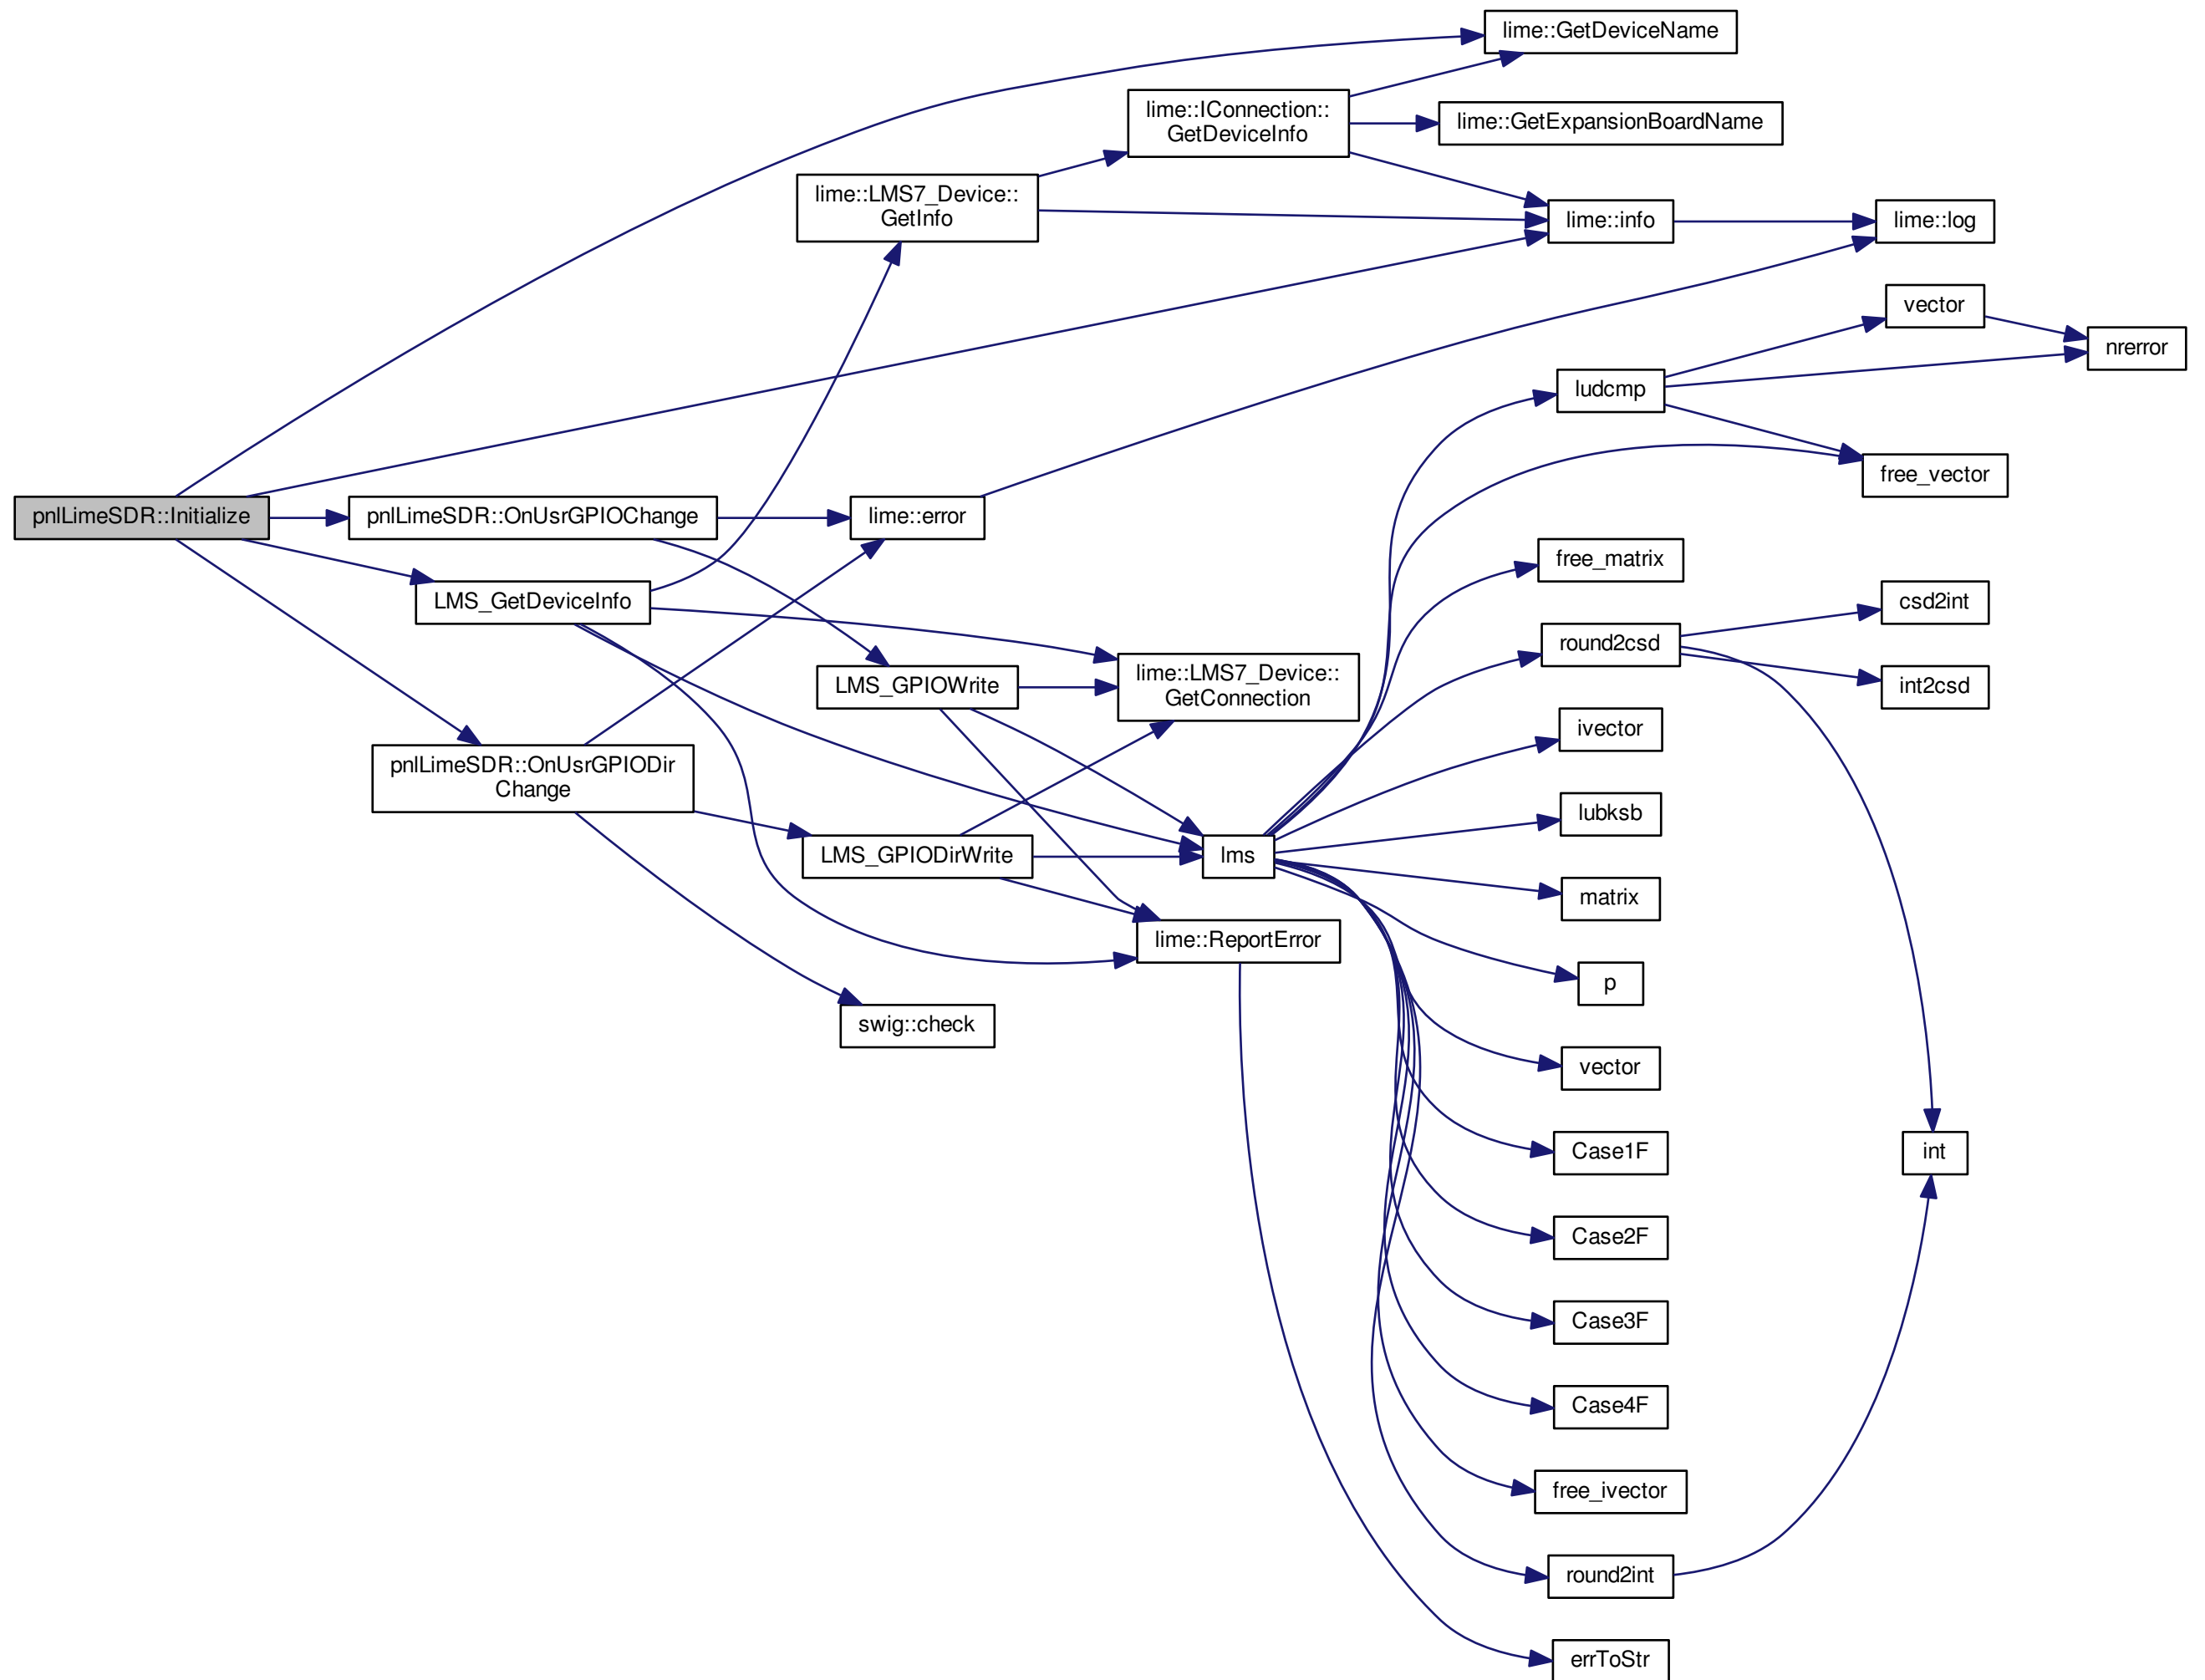 lime::GetDeviceName
lime::IConnection::
GetDeviceInfo
lime::GetExpansionBoardName
lime::LMS7_Device::
GetInfo
lime::info
lime::log
vector
nrerror
ludcmp
free_vector
pnlLimeSDR::Initialize
pnlLimeSDR::OnUsrGPIOChange
lime::error
free_matrix
LMS_GetDeviceInfo
csd2int
round2csd
LMS_GPIOWrite
lime::LMS7_Device::
GetConnection
int2csd
ivector
pnlLimeSDR::OnUsrGPIODir
Change
lubksb
LMS_GPIODirWrite
lms
matrix
lime::ReportError
p
swig::check
vector
Case1F
int
Case2F
Case3F
Case4F
free_ivector
round2int
errToStr